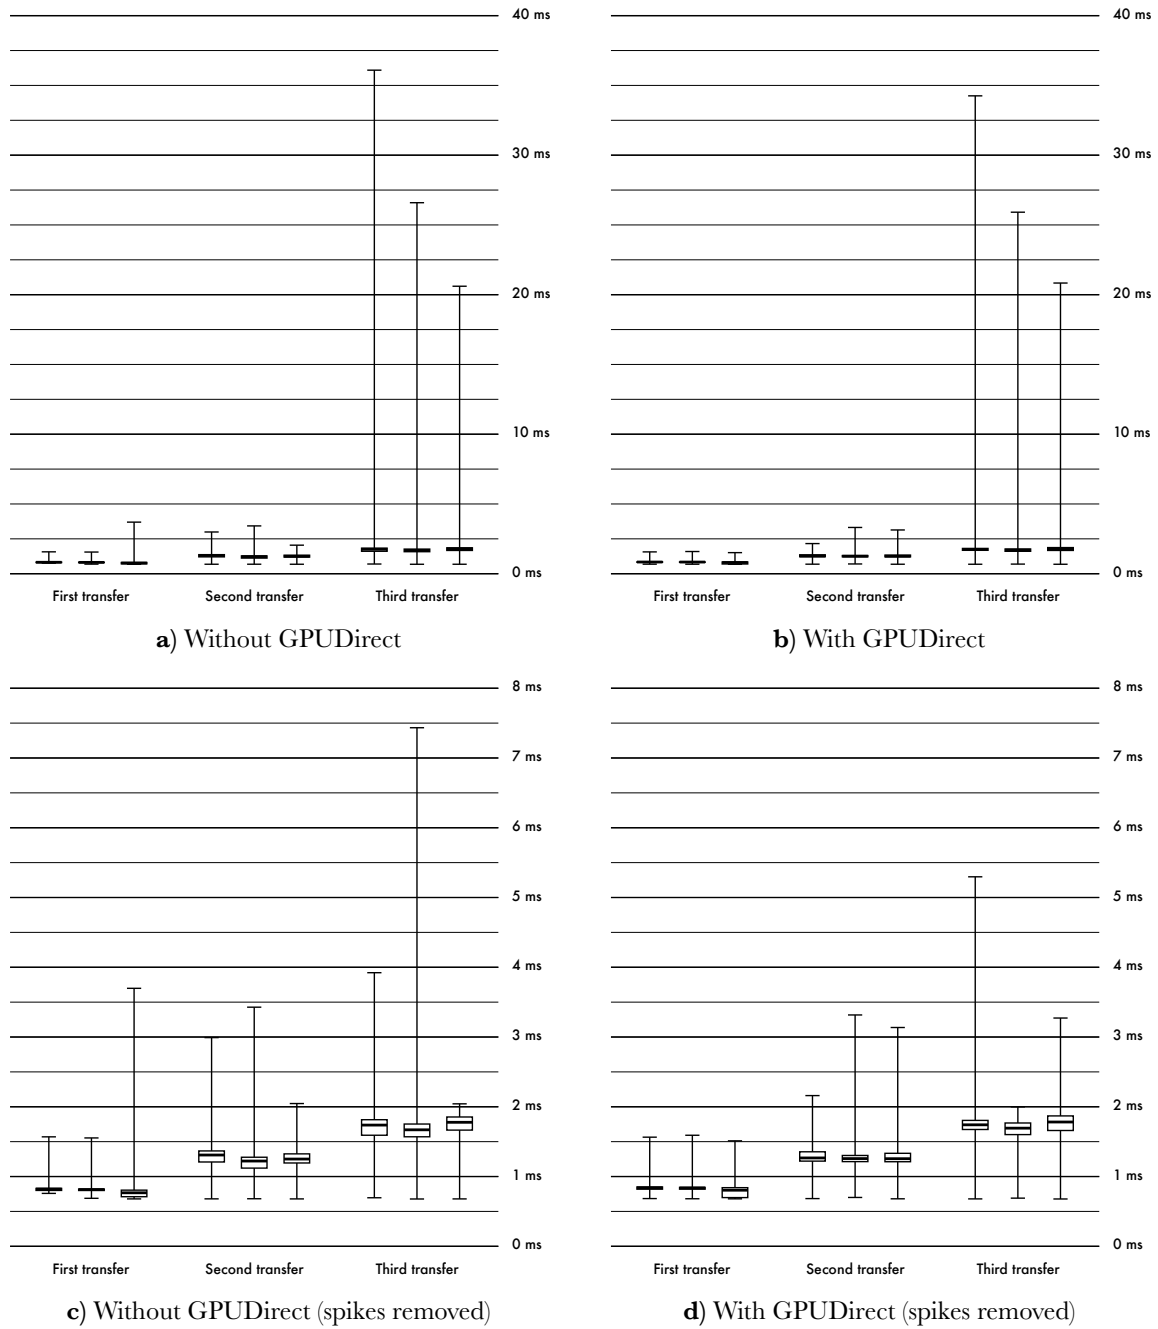 40 ms
30 ms
20 ms
10 ms
0 ms
First transfer Second transfer Third transfer
a) Without GPUDirect
40 ms
30 ms
20 ms
10 ms
0 ms
First transfer Second transfer Third transfer
b) With GPUDirect
8 ms
7 ms
6 ms
5 ms
4 ms
3 ms
2 ms
1 ms
0 ms
First transfer Second transfer Third transfer
c) Without GPUDirect (spikes removed)
8 ms
7 ms
6 ms
5 ms
4 ms
3 ms
2 ms
1 ms
0 ms
First transfer Second transfer Third transfer
d) With GPUDirect (spikes removed)